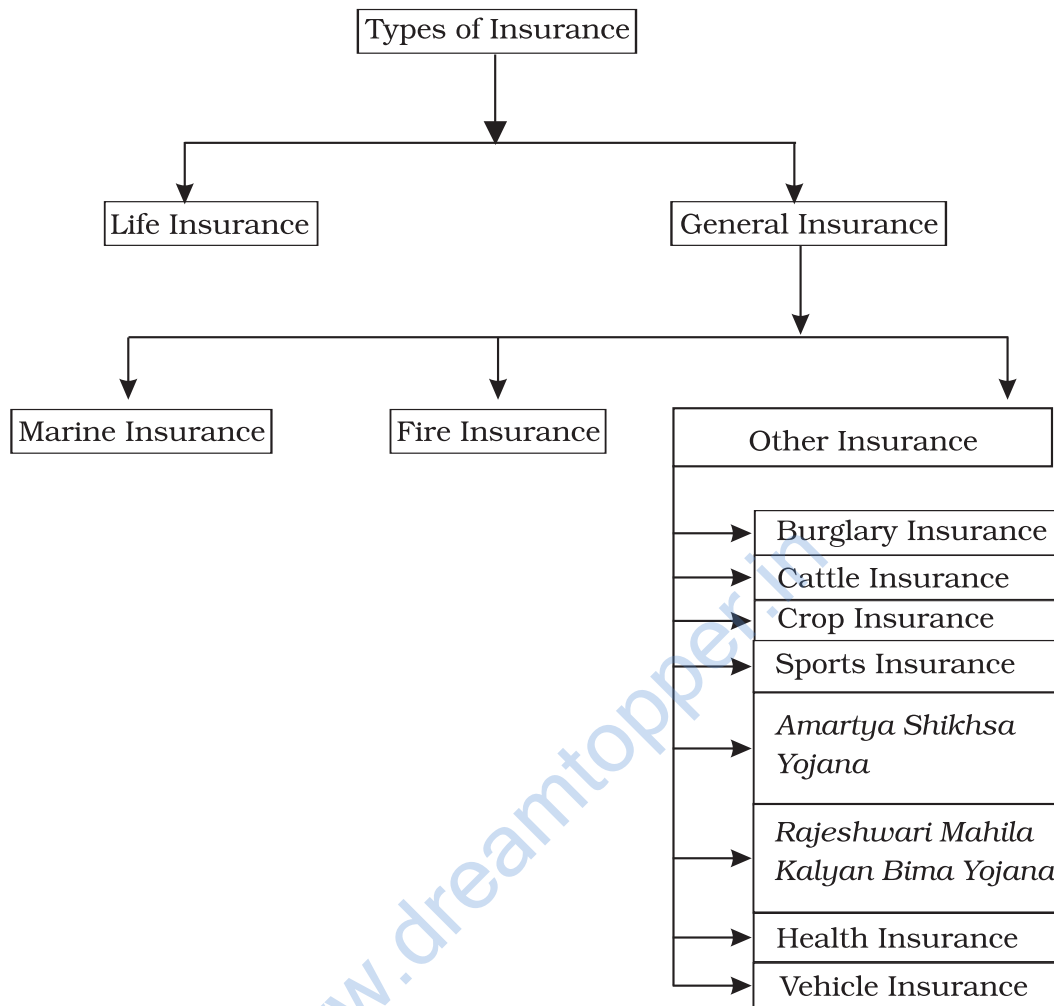 Types of Insurance
Life Insurance
General Insurance
Marine Insurance
Fire Insurance
Other Insurance
Burglary Insurance
Cattle Insurance
Crop Insurance
Sports Insurance
Amartya Shikhsa
Yojana
Rajeshwari Mahila
Kalyan Bima Yojana
Health Insurance
Vehicle Insurance
w.dreamtopper.in